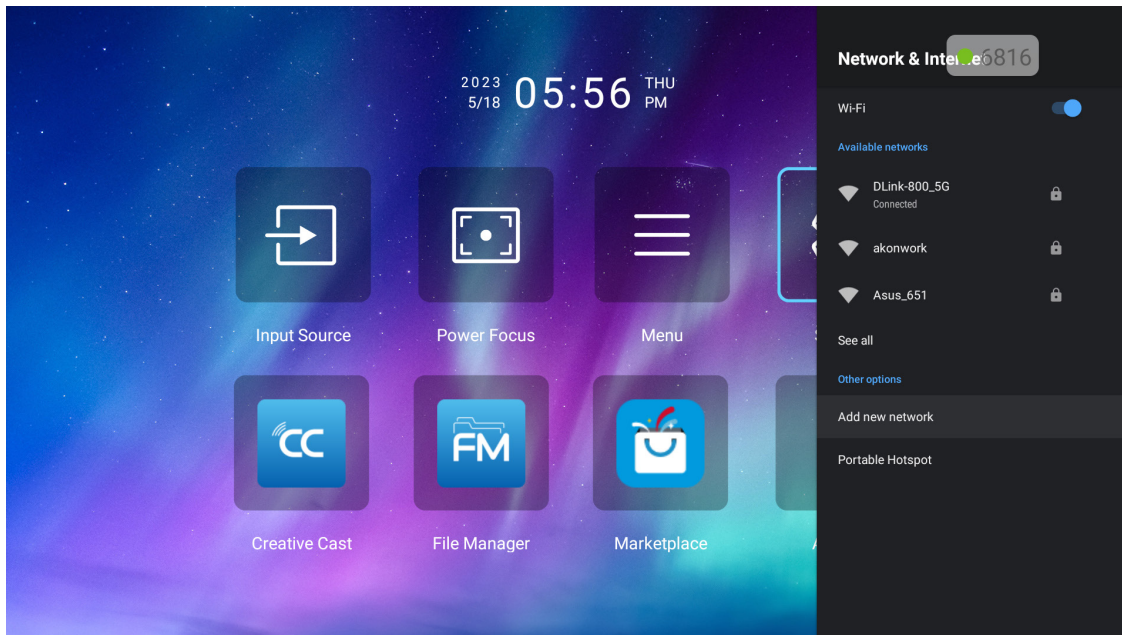 2023
5/18
05:56
THU
PM
Input Source
Power Focus
Menu
CC
FM
Creative Cast
File Manager
Marketplace
Network & Interne
6816
Wi-Fi
Available networks
DLink-800_5G
Connected
akonwork
Asus_651
See all
Other options
Add new network
Portable Hotspot